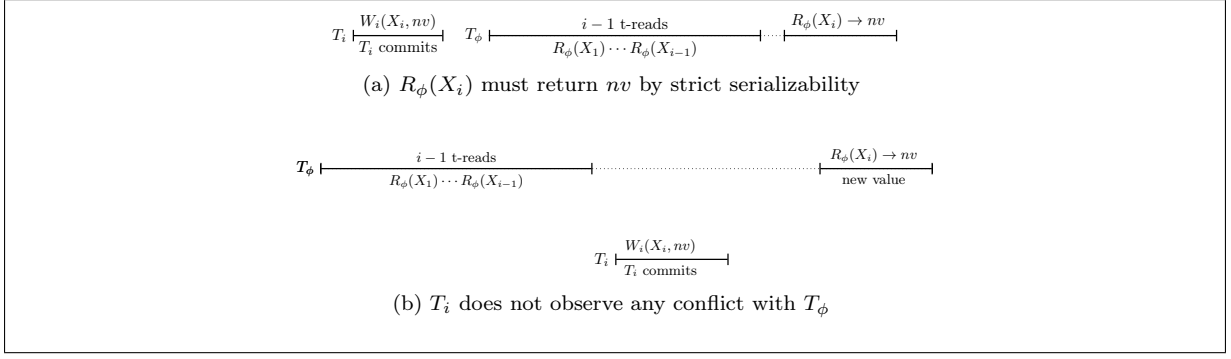 T_i W_i(X_i, nv) T_i commits T_ϕ i − 1 t-reads R_ϕ(X_1) ··· R_ϕ(X_{i−1}) R_ϕ(X_i) → nv
(a) R_ϕ(X_i) must return nv by strict serializability
T_ϕ i − 1 t-reads R_ϕ(X_1) ··· R_ϕ(X_{i−1}) R_ϕ(X_i) → nv new value
T_i W_i(X_i, nv) T_i commits
(b) T_i does not observe any conflict with T_ϕ